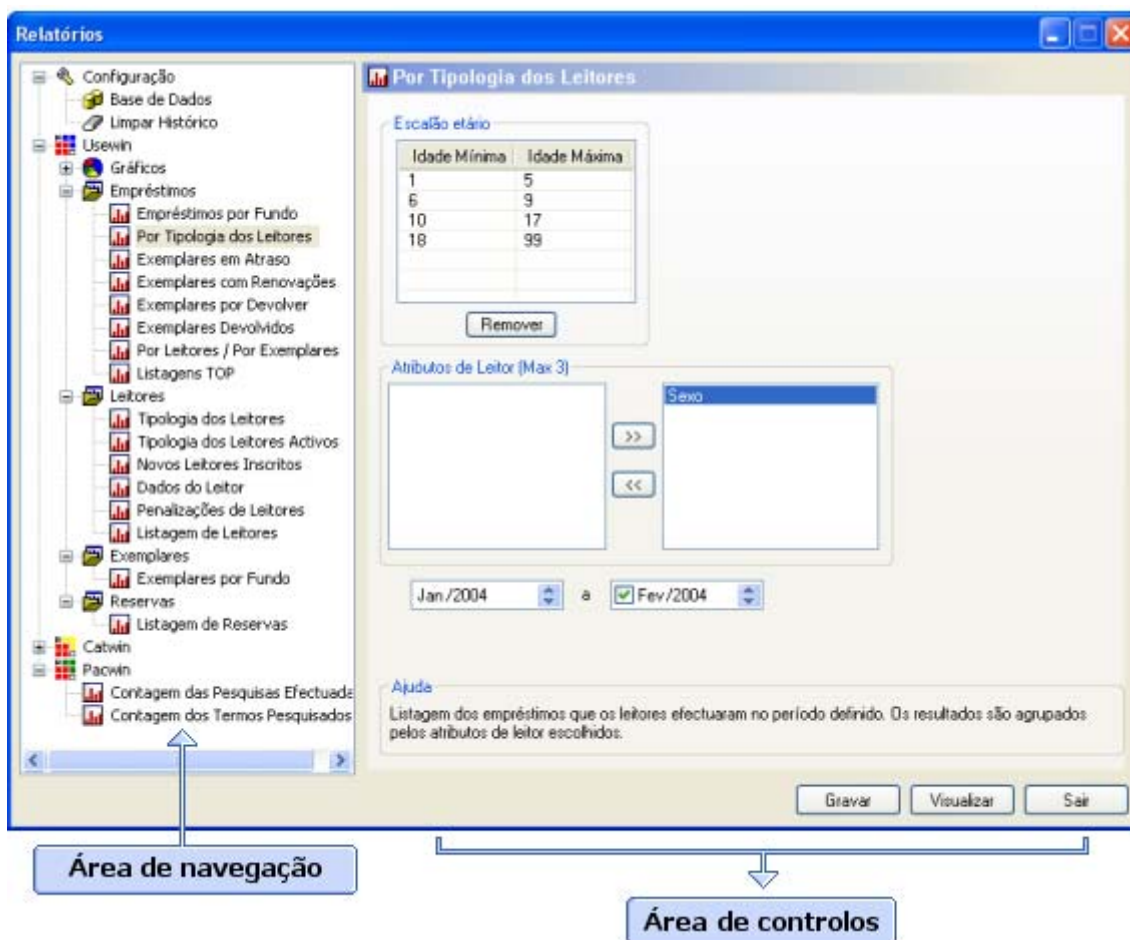 Relatórios
Configuração
Base de Dados
Limpar Histórico
Usewin
Gráficos
Empréstimos
Empréstimos por Fundo
Por Tipologia dos Leitores
Exemplares em Atraso
Exemplares com Renovações
Exemplares por Devolver
Exemplares Devolvidos
Por Leitores / Por Exemplares
Listagens TOP
Leitores
Tipologia dos Leitores
Tipologia dos Leitores Activos
Novos Leitores Inscritos
Dados do Leitor
Penalizações de Leitores
Listagem de Leitores
Exemplares
Exemplares por Fundo
Reservas
Listagem de Reservas
Catwin
Pacwin
Contagem das Pesquisas Efectuada
Contagem dos Termos Pesquisados
Por Tipologia dos Leitores
Escalão etário
Idade Mínima Idade Máxima
1 5
6 9
10 17
18 99
Remover
Atributos de Leitor (Max 3)
Sexo
>>
<<
Jan/2004 a Fev/2004
Ajuda
Listagem dos empréstimos que os leitores efectuaram no período definido. Os resultados são agrupados
pelos atributos de leitor escolhidos.
Gravar Visualizar Sair
Área de navegação
Área de controlos